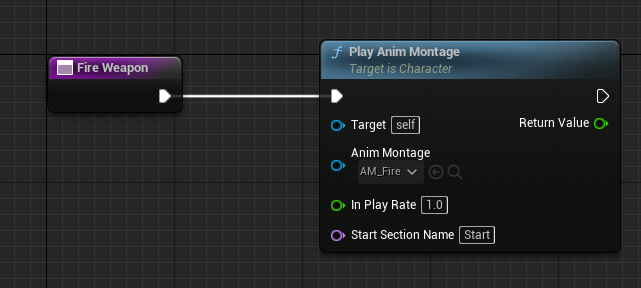 Fire Weapon
f Play Anim Montage
Target is Character
Target self
Return Value
Anim Montage
AM_Fire
In Play Rate 1.0
Start Section Name Start